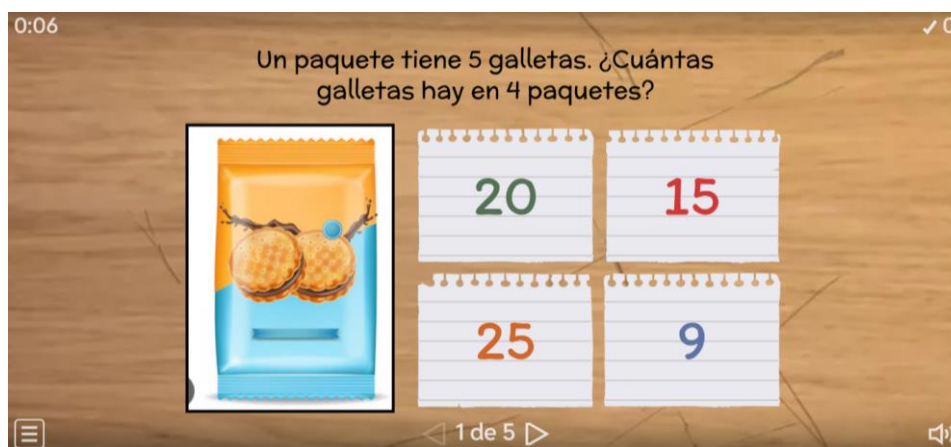 0:06
✓ 0
Un paquete tiene 5 galletas. ¿Cuántas
galletas hay en 4 paquetes?
20
15
25
9
1 de 5